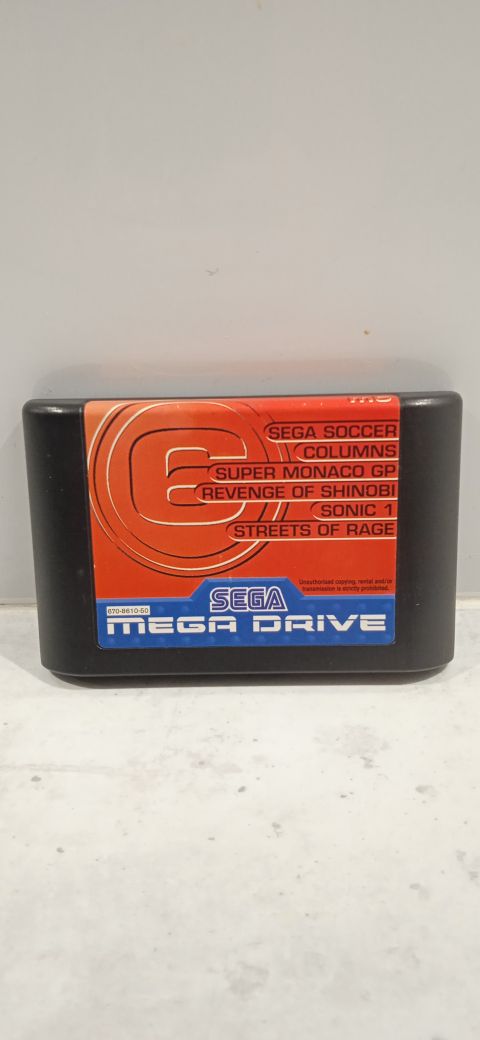 6
SEGA SOCCER
COLUMNS
SUPER MONACO GP
REVENGE OF SHINOBI
SONIC 1
STREETS OF RAGE
Unauthorised copying, rental and/or
transmission is strictly prohibited.
SEGA
670-8610-50
MEGA DRIVE